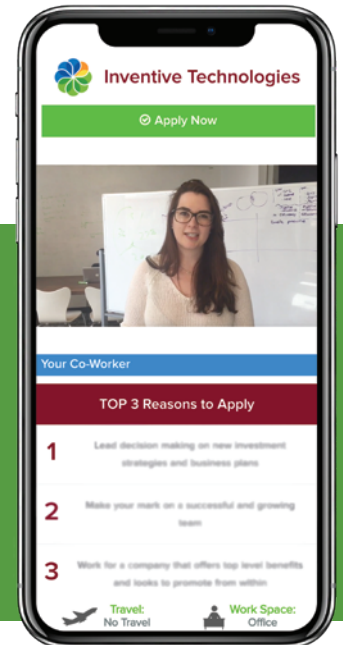 Inventive Technologies
Apply Now
Your Co-Worker
TOP 3 Reasons to Apply
1
Lead decision making on new investment
strategies and business plans
2
Make your mark on a successful and growing
team
3
Work for a company that offers top level benefits
and looks to promote from within
Travel:
No Travel
Work Space:
Office